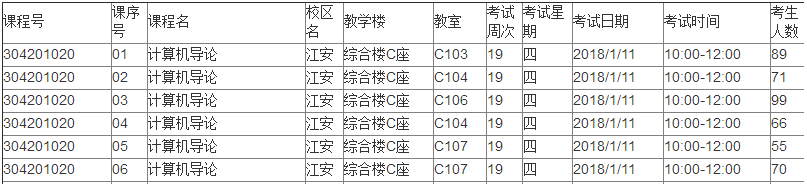 课程号 课序号 课程名 校区名 教学楼 教室 考试周次 考试星期 考试日期 考试时间 考生人数
304201020 01 计算机导论 江安 综合楼C座 C103 19 四 2018/1/11 10:00-12:00 89
304201020 02 计算机导论 江安 综合楼C座 C104 19 四 2018/1/11 10:00-12:00 71
304201020 03 计算机导论 江安 综合楼C座 C106 19 四 2018/1/11 10:00-12:00 99
304201020 04 计算机导论 江安 综合楼C座 C104 19 四 2018/1/11 10:00-12:00 66
304201020 05 计算机导论 江安 综合楼C座 C107 19 四 2018/1/11 10:00-12:00 55
304201020 06 计算机导论 江安 综合楼C座 C107 19 四 2018/1/11 10:00-12:00 70